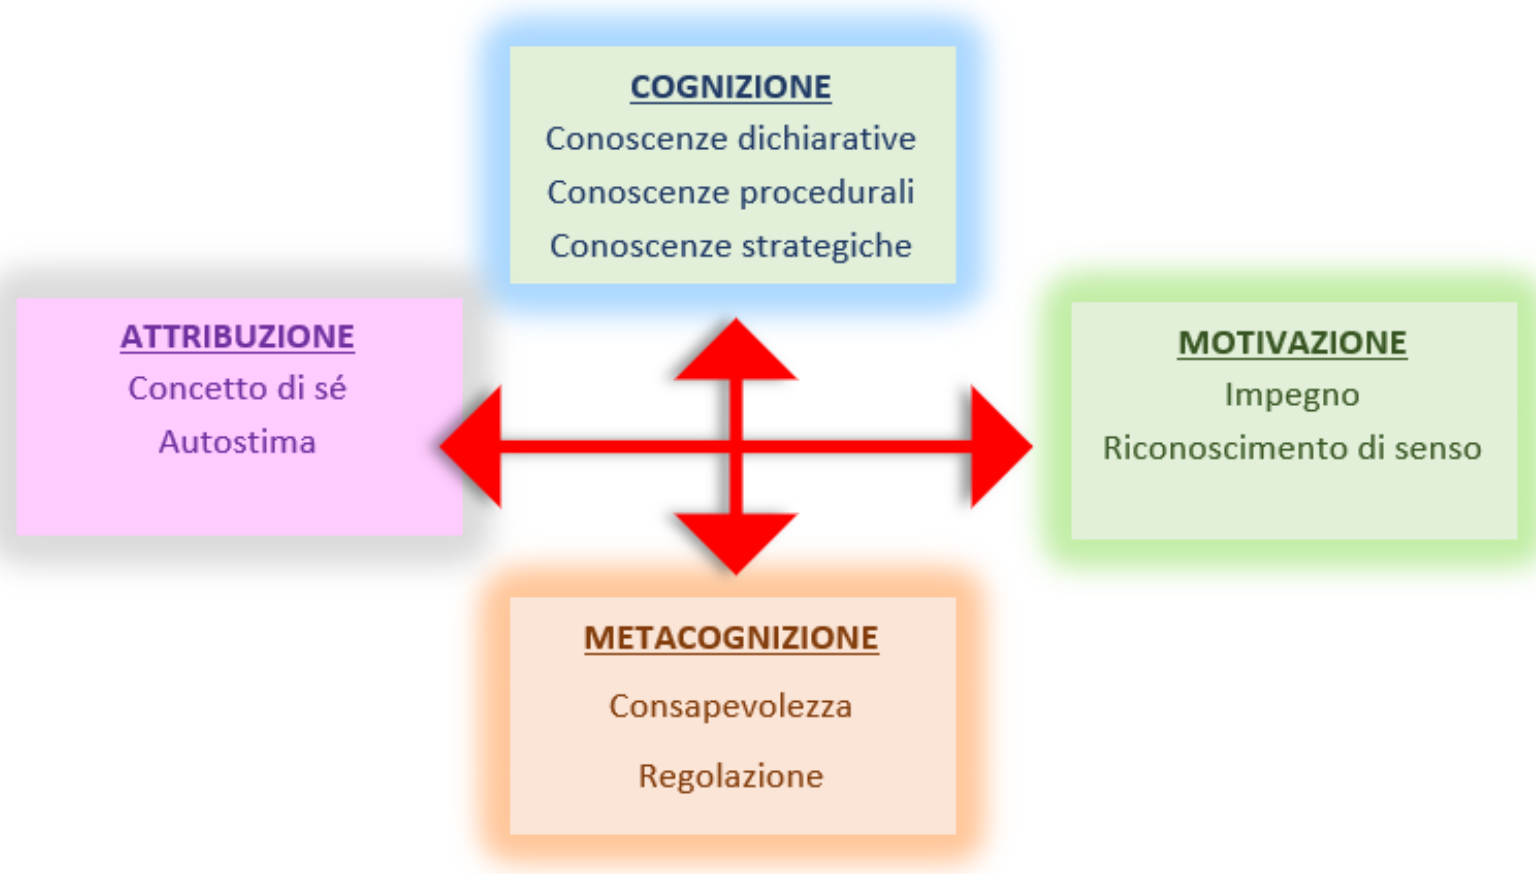 COGNIZIONE
Conoscenze dichiarative
Conoscenze procedurali
Conoscenze strategiche
ATTRIBUZIONE
Concetto di sé
Autostima
MOTIVAZIONE
Impegno
Riconoscimento di senso
METACOGNIZIONE
Consapevolezza
Regolazione